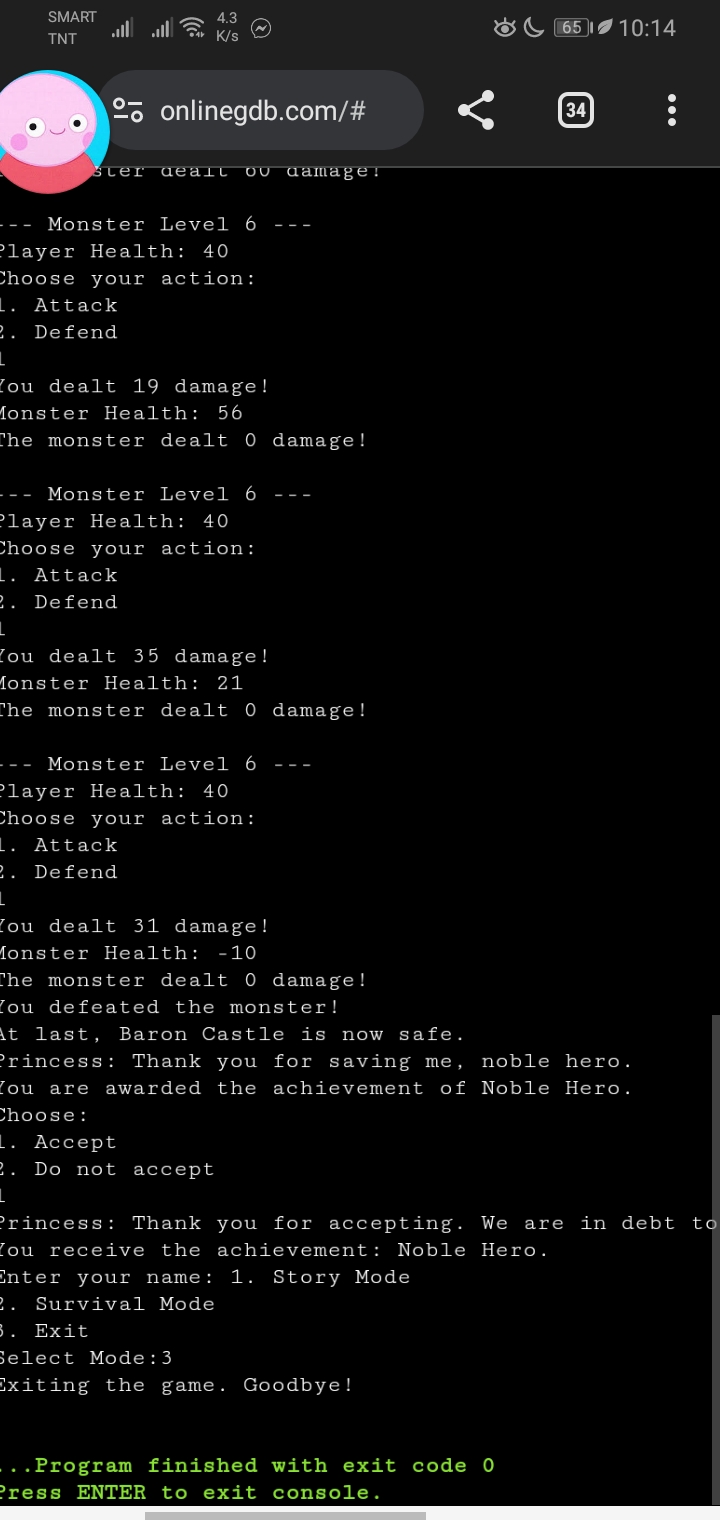 SMART
TNT
4.3
K/s
65
10:14
onlinegdb.com/#
34
ster dealt 60 damage!
-- Monster Level 6 ---
Player Health: 40
Choose your action:
1. Attack
2. Defend
1
You dealt 19 damage!
Monster Health: 56
The monster dealt 0 damage!
-- Monster Level 6 ---
Player Health: 40
Choose your action:
1. Attack
2. Defend
1
You dealt 35 damage!
Monster Health: 21
The monster dealt 0 damage!
-- Monster Level 6 ---
Player Health: 40
Choose your action:
1. Attack
2. Defend
1
You dealt 31 damage!
Monster Health: -10
The monster dealt 0 damage!
You defeated the monster!
At last, Baron Castle is now safe.
Princess: Thank you for saving me, noble hero.
You are awarded the achievement of Noble Hero.
Choose:
1. Accept
2. Do not accept
1
Princess: Thank you for accepting. We are in debt to
You receive the achievement: Noble Hero.
Enter your name: 1. Story Mode
2. Survival Mode
3. Exit
Select Mode:3
Exiting the game. Goodbye!
...Program finished with exit code 0
Press ENTER to exit console.